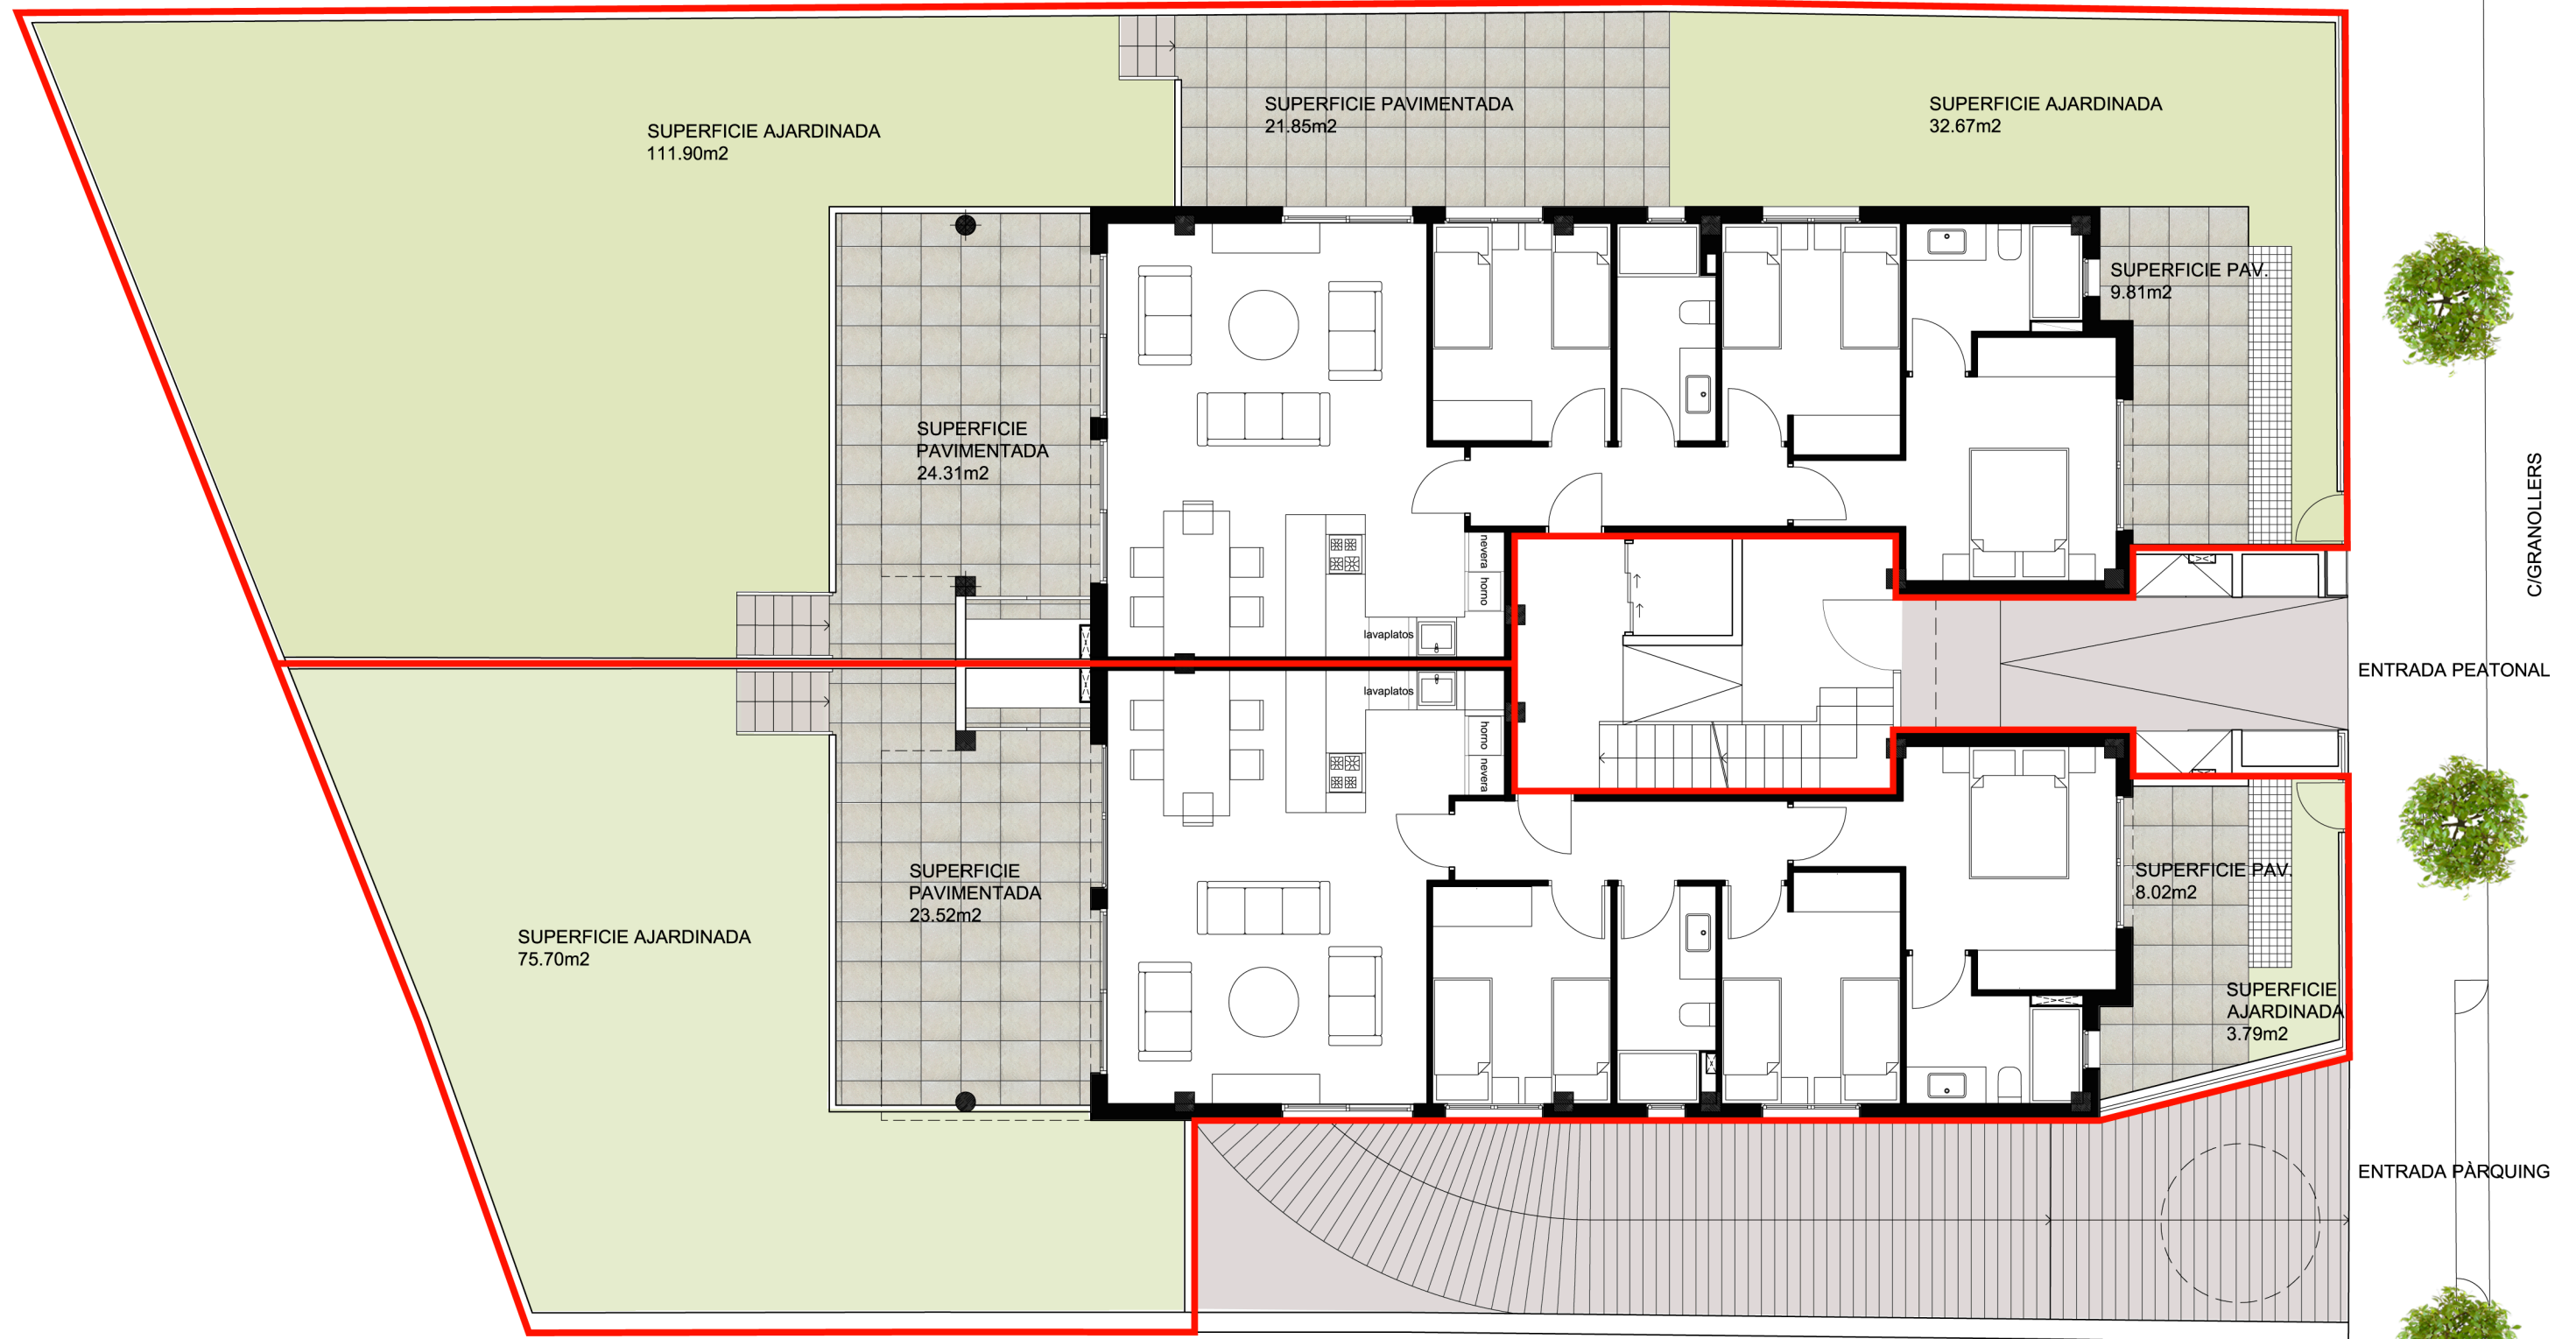 SUPERFICIE AJARDINADA
111.90m2
SUPERFICIE PAVIMENTADA
21.85m2
SUPERFICIE AJARDINADA
32.67m2
SUPERFICIE PAV.
9.81m2
SUPERFICIE
PAVIMENTADA
24.31m2
nevera
horno
lavaplatos
C/GRANOLLERS
ENTRADA PEATONAL
lavaplatos
horno
nevera
SUPERFICIE
PAVIMENTADA
23.52m2
SUPERFICIE AJARDINADA
75.70m2
SUPERFICIE PAV.
8.02m2
SUPERFICIE
AJARDINADA
3.79m2
ENTRADA PÀRQUING